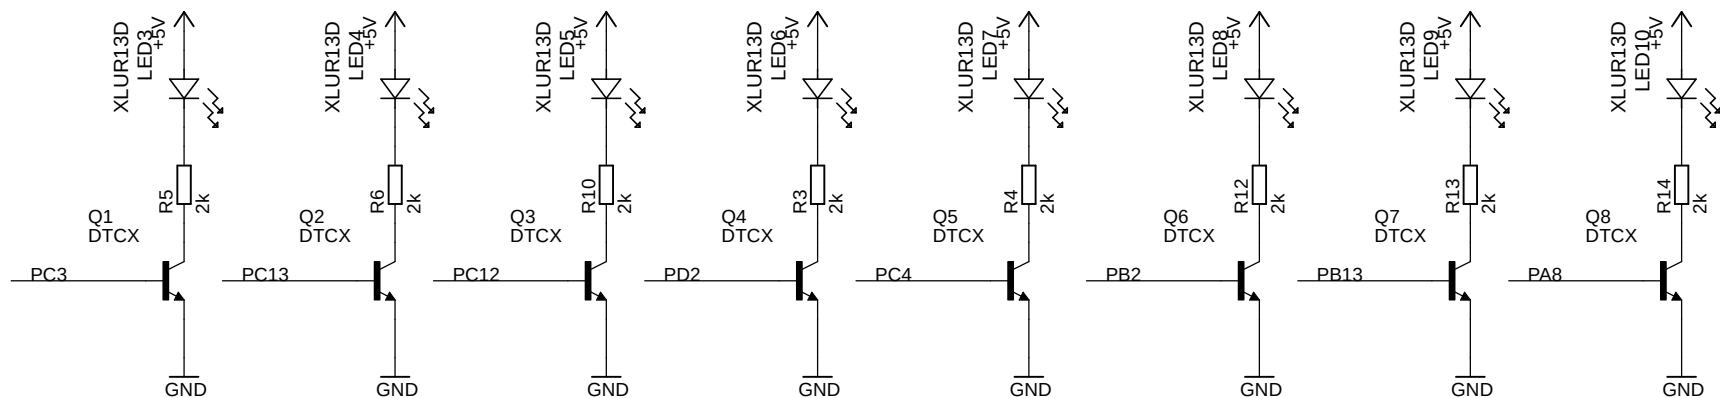 XLUR13D
LED3
+5V
R5
2k
Q1
DTCX
PC3
GND
XLUR13D
LED4
+5V
R6
2k
Q2
DTCX
PC13
GND
XLUR13D
LED5
+5V
R10
2k
Q3
DTCX
PC12
GND
XLUR13D
LED6
+5V
R3
2k
Q4
DTCX
PD2
GND
XLUR13D
LED7
+5V
R4
2k
Q5
DTCX
PC4
GND
XLUR13D
LED8
+5V
R12
2k
Q6
DTCX
PB2
GND
XLUR13D
LED9
+5V
R13
2k
Q7
DTCX
PB13
GND
XLUR13D
LED10
+5V
R14
2k
Q8
DTCX
PA8
GND